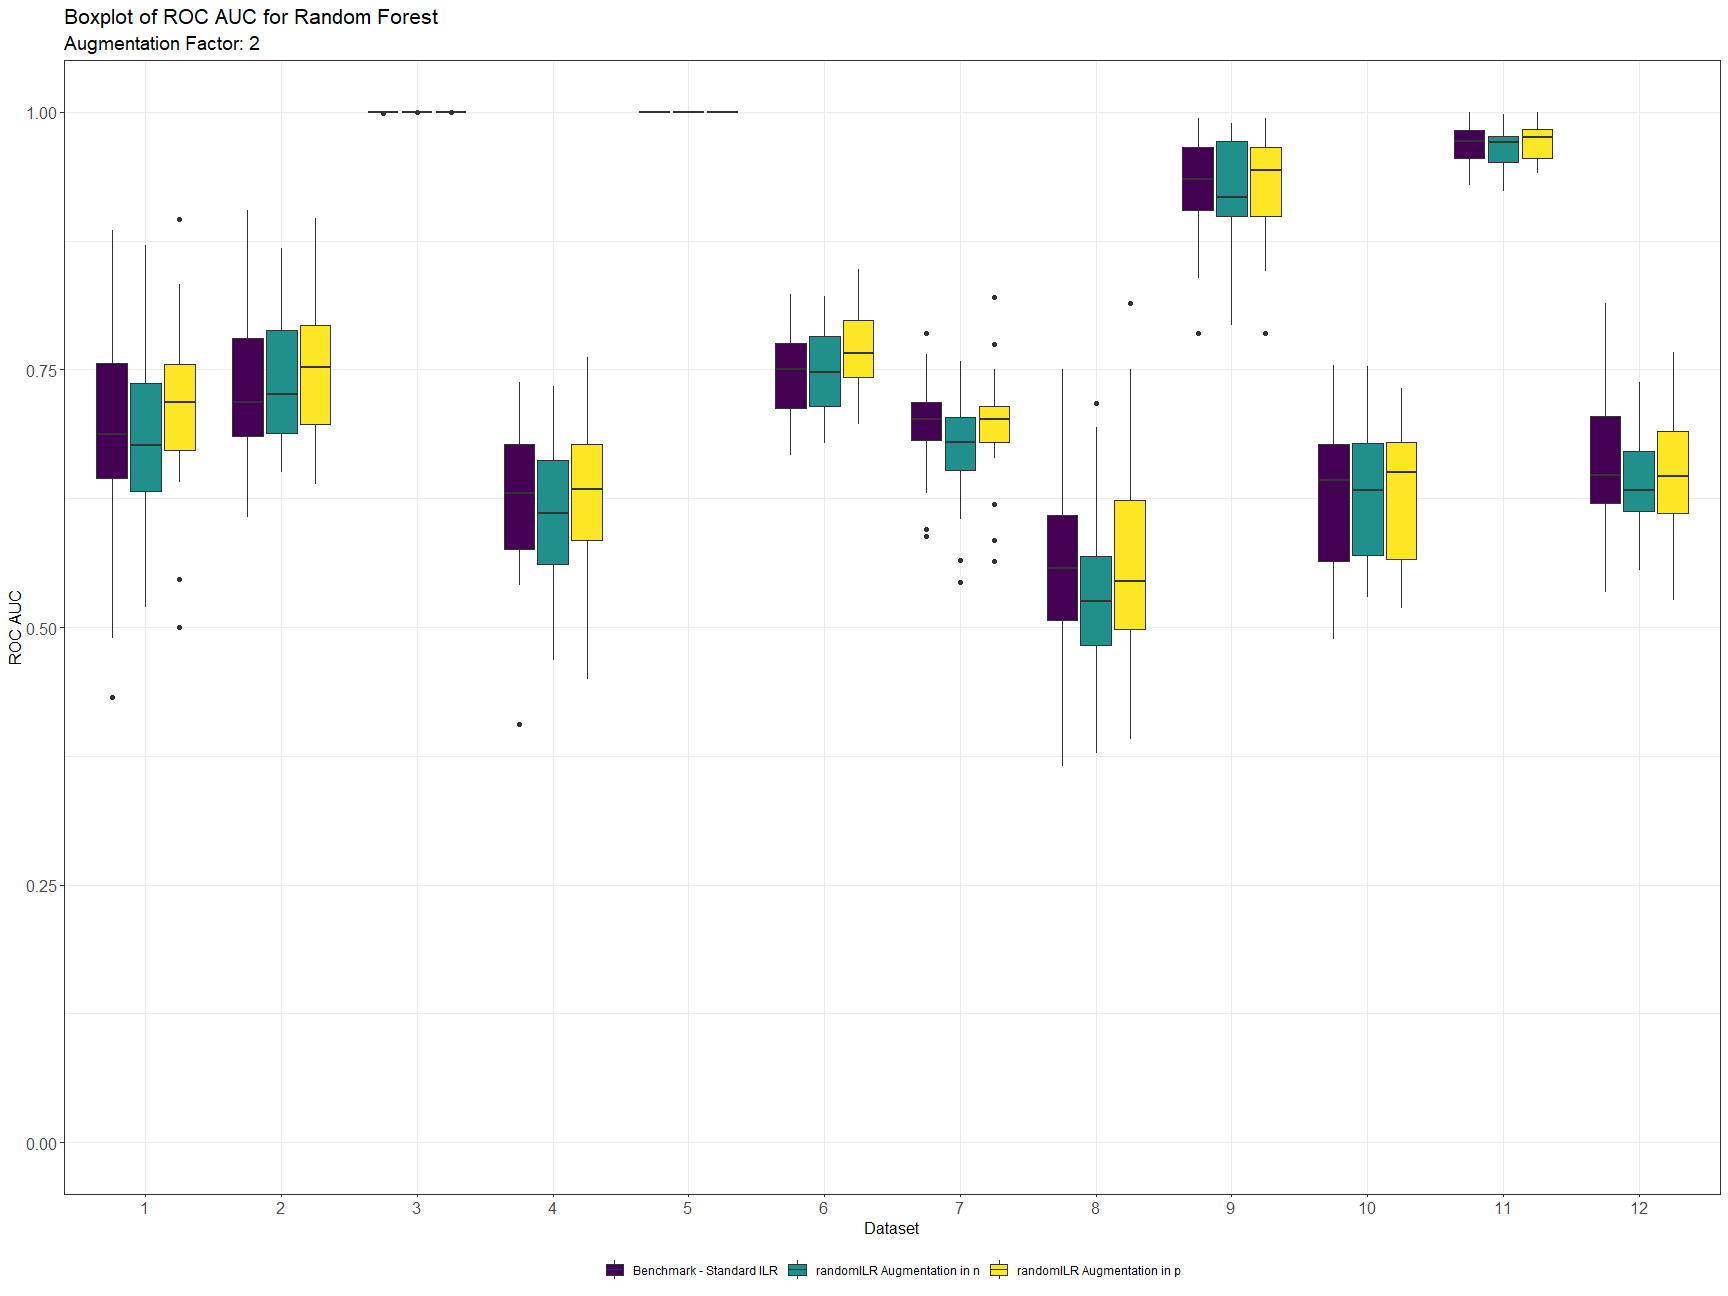 Boxplot of ROC AUC for Random Forest
Augmentation Factor: 2
ROC AUC
1.00
0.75
0.50
0.25
0.00
1 2 3 4 5 6 7 8 9 10 11 12
Dataset
Benchmark - Standard ILR randomILR Augmentation in n randomILR Augmentation in p